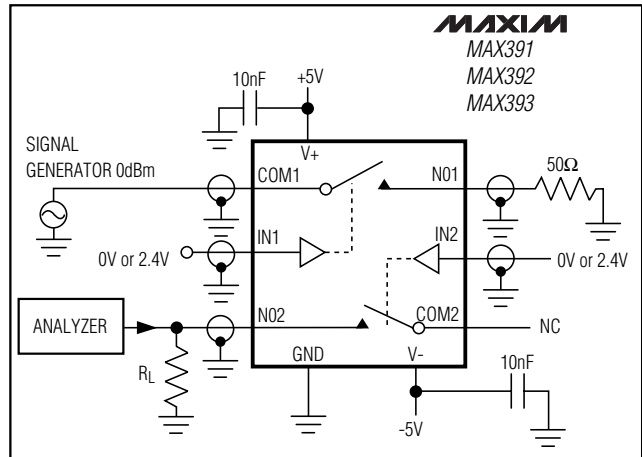 MAXIM
MAX391
MAX392
MAX393
10nF
+5V
V+
SIGNAL
GENERATOR 0dBm
COM1
N01
50Ω
IN1
IN2
0V or 2.4V
0V or 2.4V
ANALYZER
N02
COM2
NC
RL
GND
V-
10nF
-5V